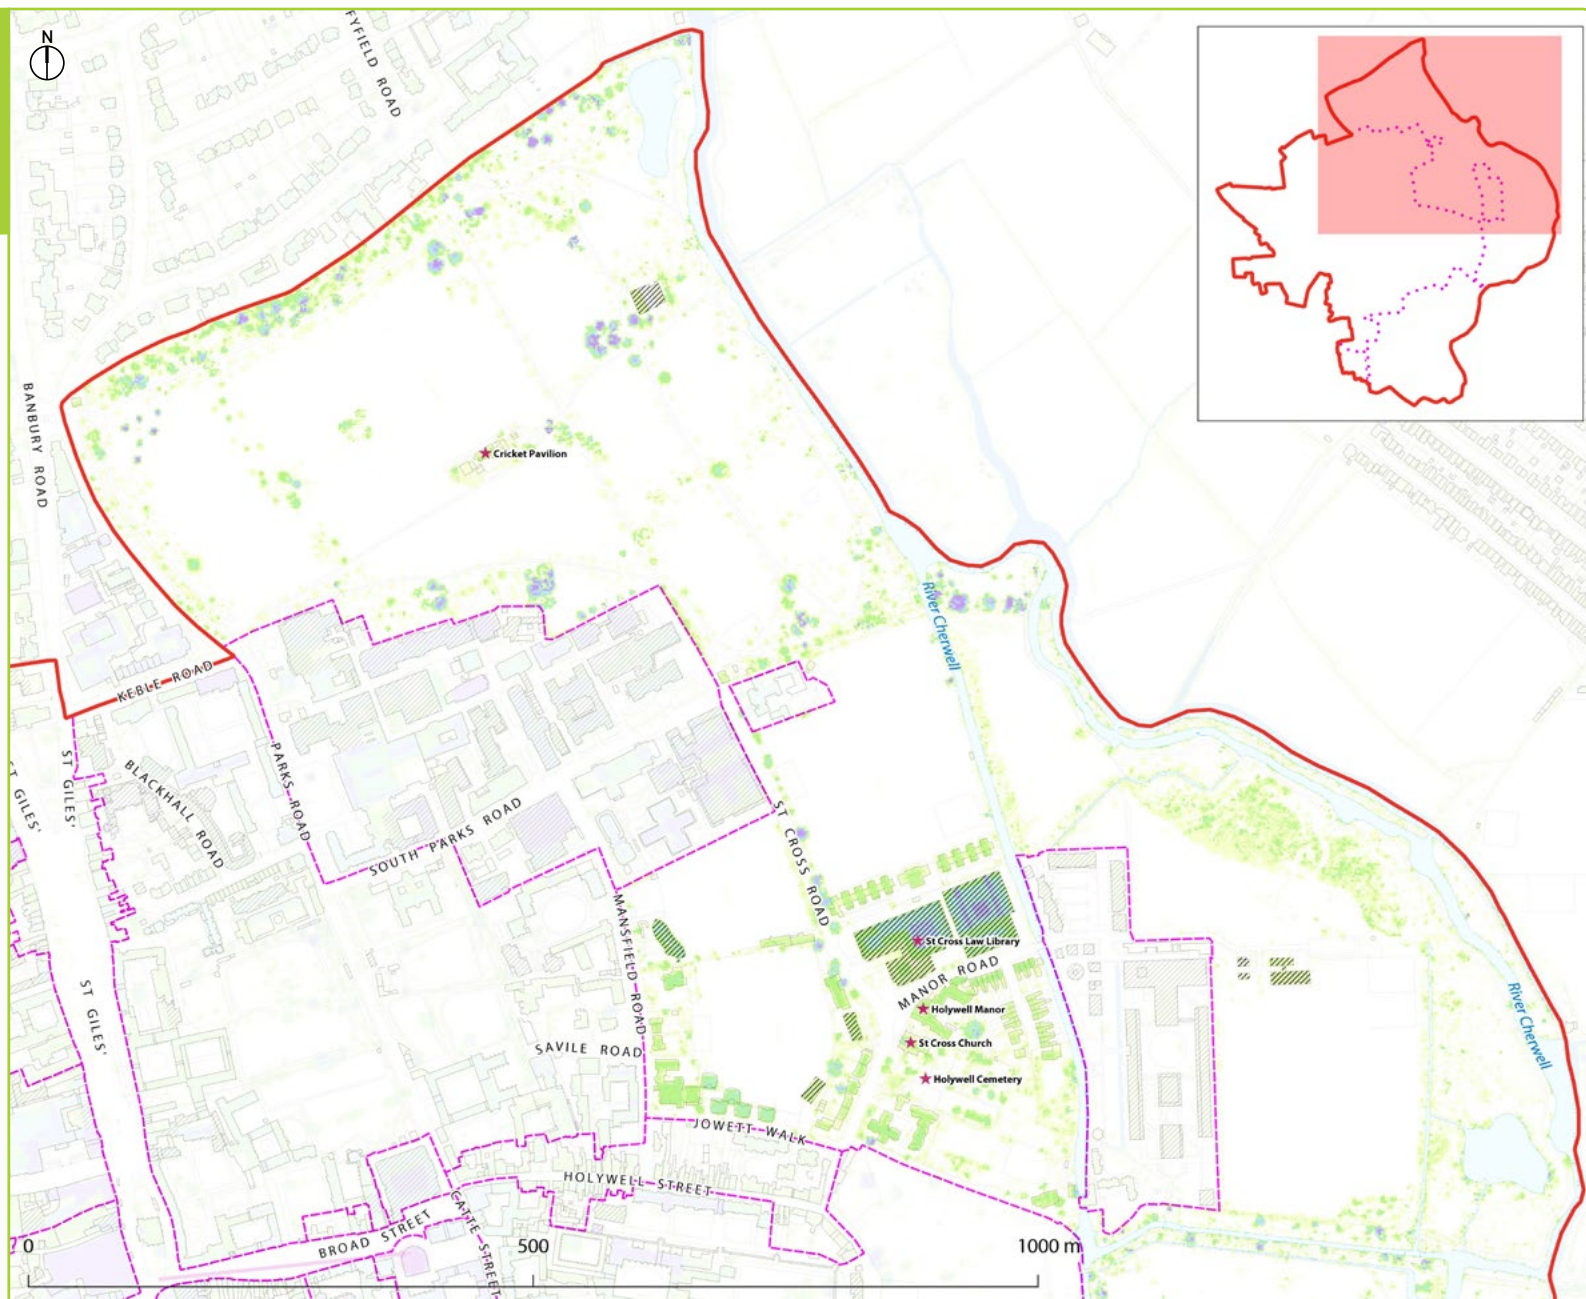 N
FYFIELD ROAD
BANBURY ROAD
Cricket Pavilion
River Cherwell
KEBLE ROAD
ST GILES'
ST GILES'
BLACKHALL ROAD
PARKS ROAD
SOUTH PARKS ROAD
ST CROSS ROAD
MANSFIELD ROAD
St Cross Law Library
MANOR ROAD
Holywell Manor
St Cross Church
Holywell Cemetery
River Cherwell
ST GILES'
SAVILE ROAD
JOWETT WALK
HOLYWELL STREET
BROAD STREET
CATTE STREET
0 500 1000 m